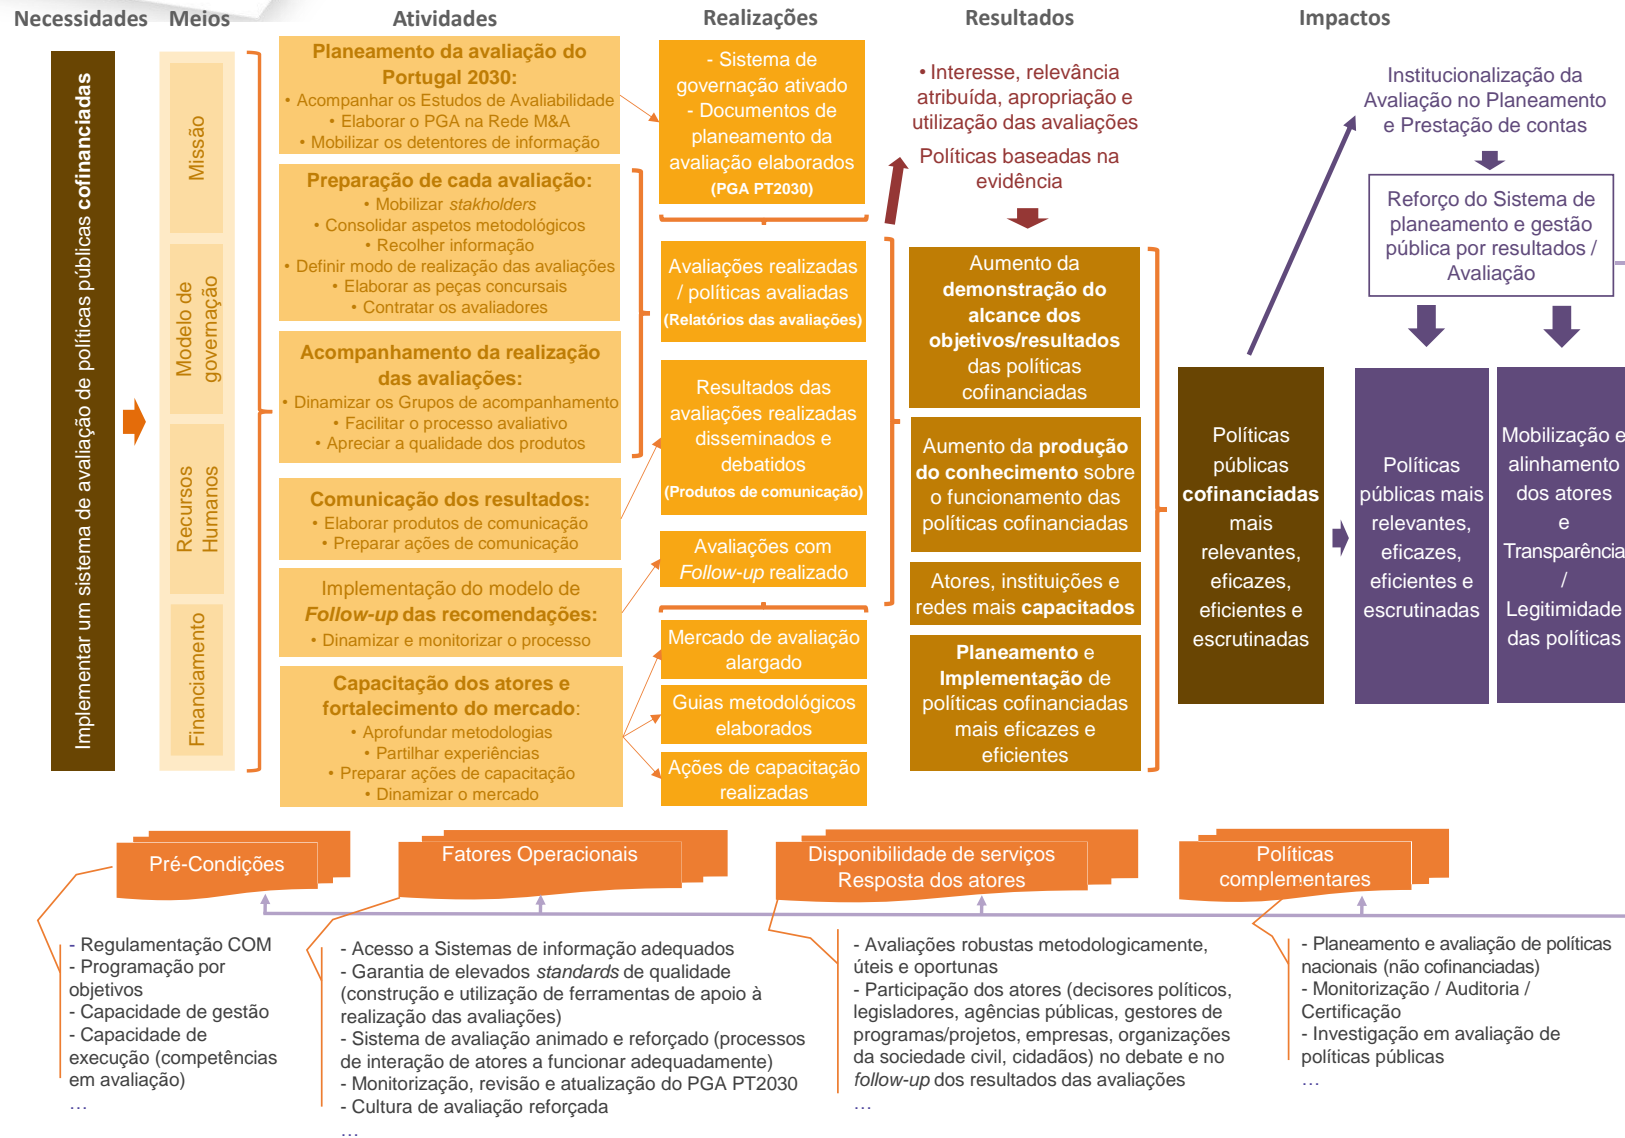 Necessidades
Meios
Atividades
Realizações
Resultados
Impactos
Implementar um sistema de avaliação de políticas públicas cofinanciadas
Missão
Modelo de
governação
Recursos
Humanos
Financiamento
Planeamento da avaliação do
Portugal 2030:
• Acompanhar os Estudos de Avaliabilidade
• Elaborar o PGA na Rede M&A
• Mobilizar os detentores de informação
Preparação de cada avaliação:
• Mobilizar stakholders
• Consolidar aspetos metodológicos
• Recolher informação
• Definir modo de realização das avaliações
• Elaborar as peças concursais
• Contratar os avaliadores
Acompanhamento da realização
das avaliações:
• Dinamizar os Grupos de acompanhamento
• Facilitar o processo avaliativo
• Apreciar a qualidade dos produtos
Comunicação dos resultados:
• Elaborar produtos de comunicação
• Preparar ações de comunicação
Implementação do modelo de
Follow-up das recomendações:
• Dinamizar e monitorizar o processo
Capacitação dos atores e
fortalecimento do mercado:
• Aprofundar metodologias
• Partilhar experiências
• Preparar ações de capacitação
• Dinamizar o mercado
- Sistema de
governação ativado
- Documentos de
planeamento da
avaliação elaborados
(PGA PT2030)
Avaliações realizadas
/ políticas avaliadas
(Relatórios das avaliações)
Resultados das
avaliações realizadas
disseminados e
debatidos
(Produtos de comunicação)
Avaliações com
Follow-up realizado
Mercado de avaliação
alargado
Guias metodológicos
elaborados
Ações de capacitação
realizadas
• Interesse, relevância
atribuída, apropriação e
utilização das avaliações
Políticas baseadas na
evidência
Aumento da
demonstração do
alcance dos
objetivos/resultados
das políticas
cofinanciadas
Aumento da produção
do conhecimento sobre
o funcionamento das
políticas cofinanciadas
Atores, instituições e
redes mais capacitados
Planeamento e
Implementação de
políticas cofinanciadas
mais eficazes e
eficientes
Institucionalização da
Avaliação no Planeamento
e Prestação de contas
Reforço do Sistema de
planeamento e gestão
pública por resultados /
Avaliação
Políticas
públicas
cofinanciadas
mais
relevantes,
eficazes,
eficientes e
escrutinadas
Políticas
públicas mais
relevantes,
eficazes,
eficientes e
escrutinadas
Mobilização e
alinhamento
dos atores
e
Transparência
/
Legitimidade
das políticas
Pré-Condições
- Regulamentação COM
- Programação por
objetivos
- Capacidade de gestão
- Capacidade de
execução (competências
em avaliação)
…
Fatores Operacionais
- Acesso a Sistemas de informação adequados
- Garantia de elevados standards de qualidade
(construção e utilização de ferramentas de apoio à
realização das avaliações)
- Sistema de avaliação animado e reforçado (processos
de interação de atores a funcionar adequadamente)
- Monitorização, revisão e atualização do PGA PT2030
- Cultura de avaliação reforçada
…
Disponibilidade de serviços
Resposta dos atores
- Avaliações robustas metodologicamente,
úteis e oportunas
- Participação dos atores (decisores políticos,
legisladores, agências públicas, gestores de
programas/projetos, empresas, organizações
da sociedade civil, cidadãos) no debate e no
follow-up dos resultados das avaliações
…
Políticas
complementares
- Planeamento e avaliação de políticas
nacionais (não cofinanciadas)
- Monitorização / Auditoria /
Certificação
- Investigação em avaliação de
políticas públicas
…